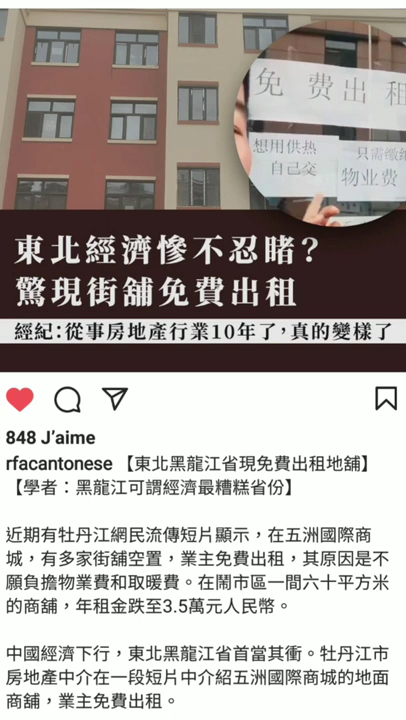 免 费出 租
想用供热
自己交
只需缴纳
物业费
東北經濟慘不忍睹？
驚現街舖免費出租
經紀：從事房地產行業10年了，真的變樣了
848 J’aime
rfacantonese 【東北黑龍江省現免費出租地舖】
【學者：黑龍江可謂經濟最糟糕省份】
近期有牡丹江網民流傳短片顯示，在五洲國際商
城，有多家街舖空置，業主免費出租，其原因是不
願負擔物業費和取暖費。在鬧市區一間六十平方米
的商舖，年租金跌至3.5萬元人民幣。
中國經濟下行，東北黑龍江省首當其衝。牡丹江市
房地產中介在一段短片中介紹五洲國際商城的地面
商舖，業主免費出租。